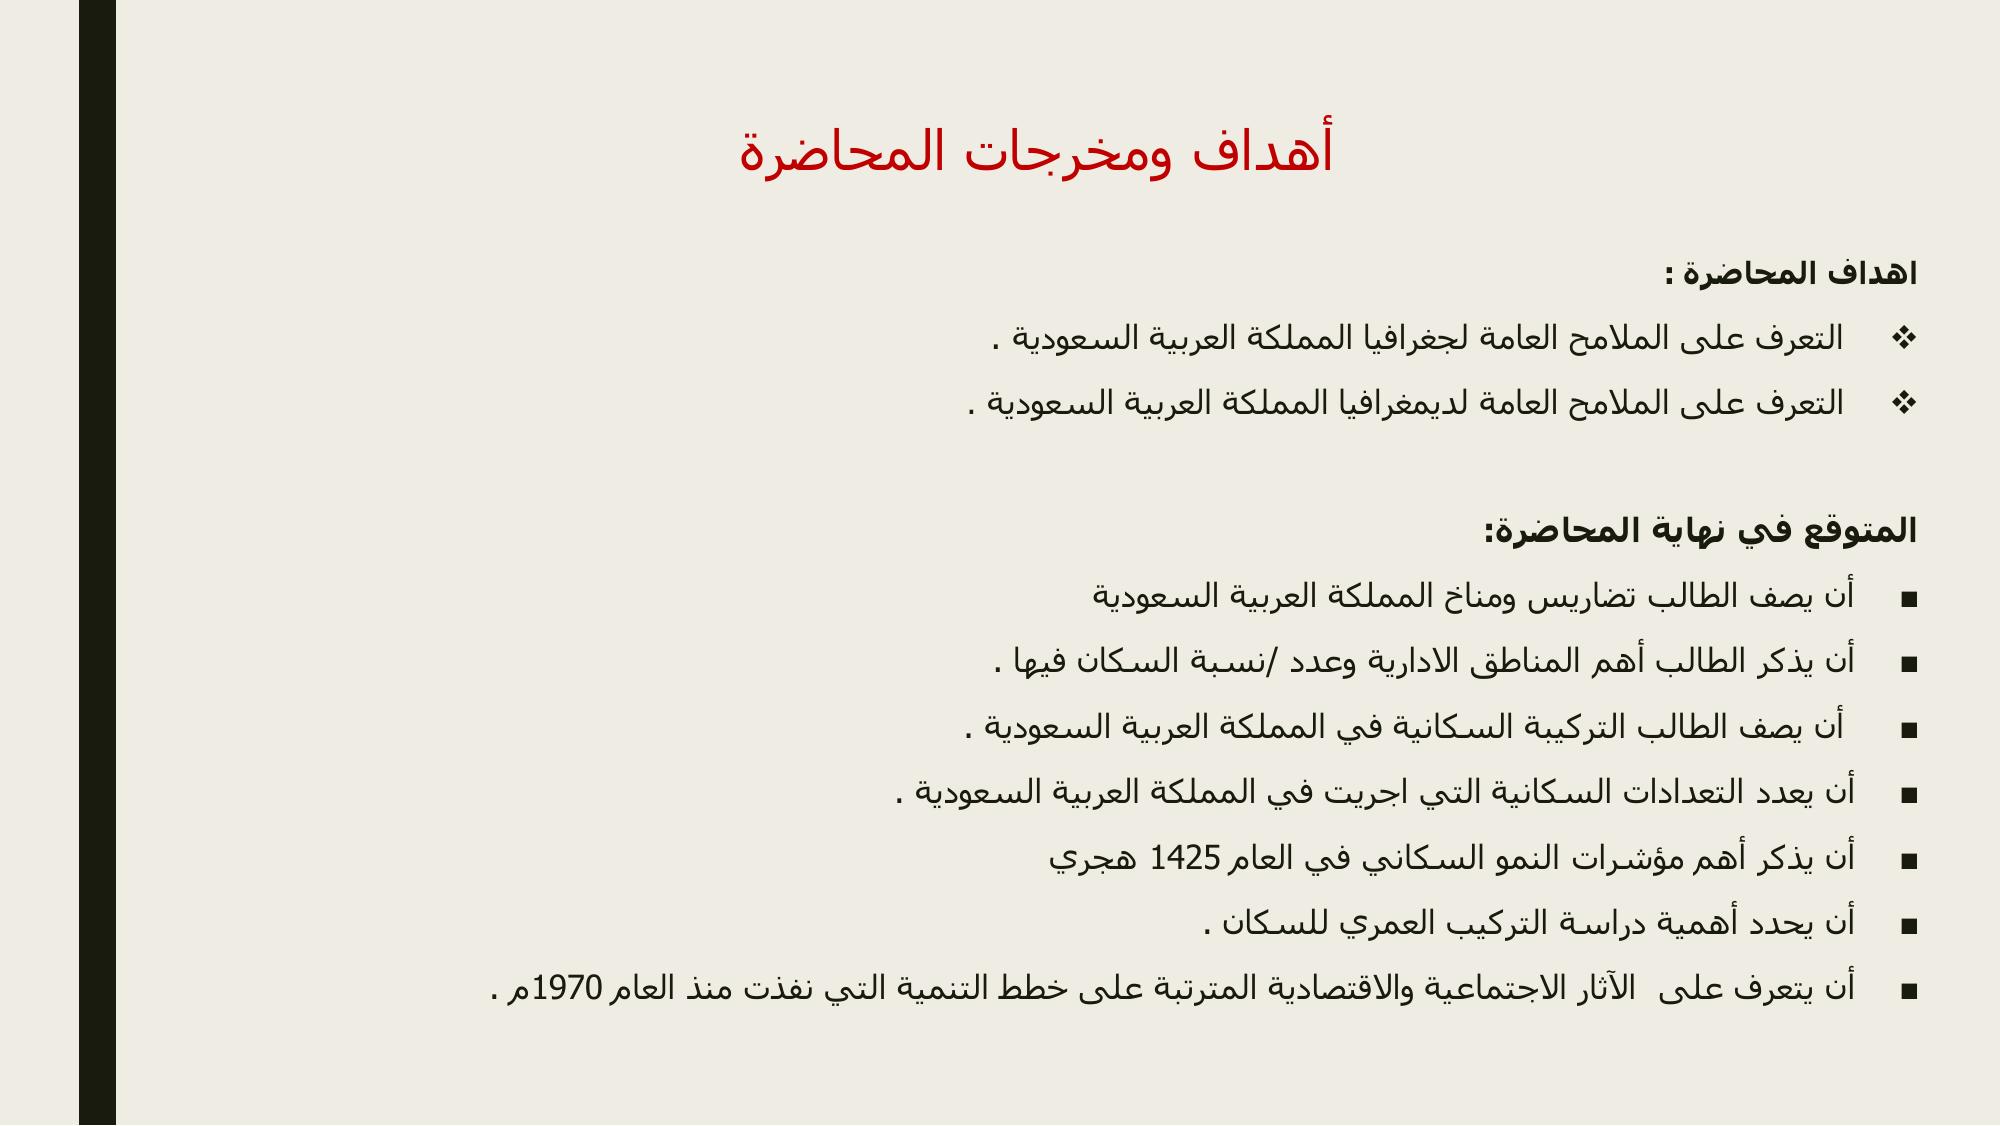 أهداف ومخرجات المحاضرة
اهداف المحاضرة :
❖ التعرف على الملامح العامة لجغرافيا المملكة العربية السعودية .
❖ التعرف على الملامح العامة لديمغرافيا المملكة العربية السعودية .
المتوقع في نهاية المحاضرة:
▪ أن يصف الطالب تضاريس ومناخ المملكة العربية السعودية
▪ أن يذكر الطالب أهم المناطق الادارية وعدد /نسبة السكان فيها .
▪ أن يصف الطالب التركيبة السكانية في المملكة العربية السعودية .
▪ أن يعدد التعدادات السكانية التي اجريت في المملكة العربية السعودية .
▪ أن يذكر أهم مؤشرات النمو السكاني في العام 1425 هجري
▪ أن يحدد أهمية دراسة التركيب العمري للسكان .
▪ أن يتعرف على الآثار الاجتماعية والاقتصادية المترتبة على خطط التنمية التي نفذت منذ العام 1970م .